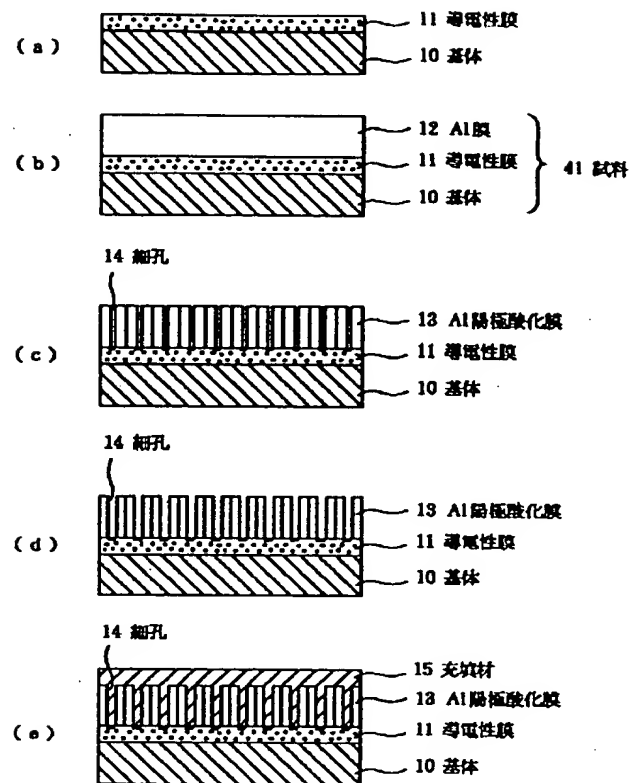 (a)
11 導電性膜
10 基体
(b)
12 Al膜
11 導電性膜
10 基体
41 試料
(c)
14 細孔
13 Al陽極酸化膜
11 導電性膜
10 基体
(d)
14 細孔
13 Al陽極酸化膜
11 導電性膜
10 基体
(e)
14 細孔
15 充填材
13 Al陽極酸化膜
11 導電性膜
10 基体